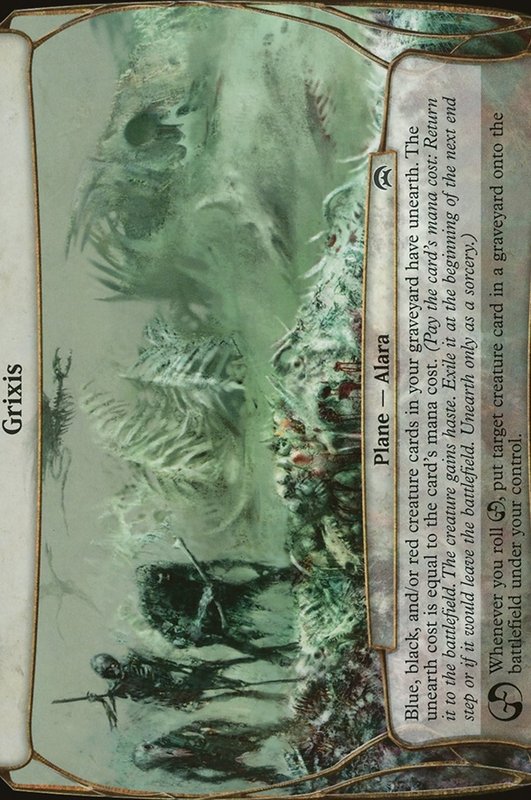 Grixis
Plane — Alara
Blue, black, and/or red creature cards in your graveyard have unearth. The
unearth cost is equal to the card's mana cost. (Pay the card's mana cost: Return
it to the battlefield. The creature gains haste. Exile it at the beginning of the next end
step or if it would leave the battlefield. Unearth only as a sorcery.)
Whenever you roll , put target creature card in a graveyard onto the
battlefield under your control.